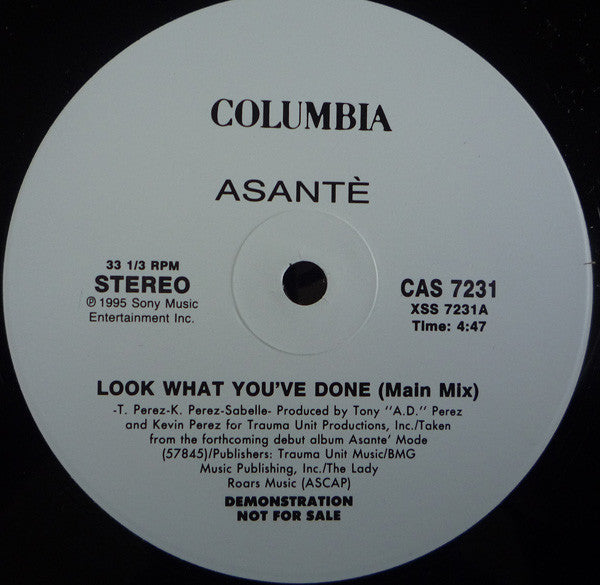 COLUMBIA
ASANTÈ
33 1/3 RPM
STEREO
℗ 1995 Sony Music
Entertainment Inc.
CAS 7231
XSS 7231A
Time: 4:47
LOOK WHAT YOU'VE DONE (Main Mix)
-T. Perez-K. Perez-Sabelle- Produced by Tony "A.D." Perez
and Kevin Perez for Trauma Unit Productions, Inc./Taken
from the forthcoming debut album Asante' Mode
(57845)/Publishers: Trauma Unit Music/BMG
Music Publishing, Inc./The Lady
Roars Music (ASCAP)
DEMONSTRATION
NOT FOR SALE